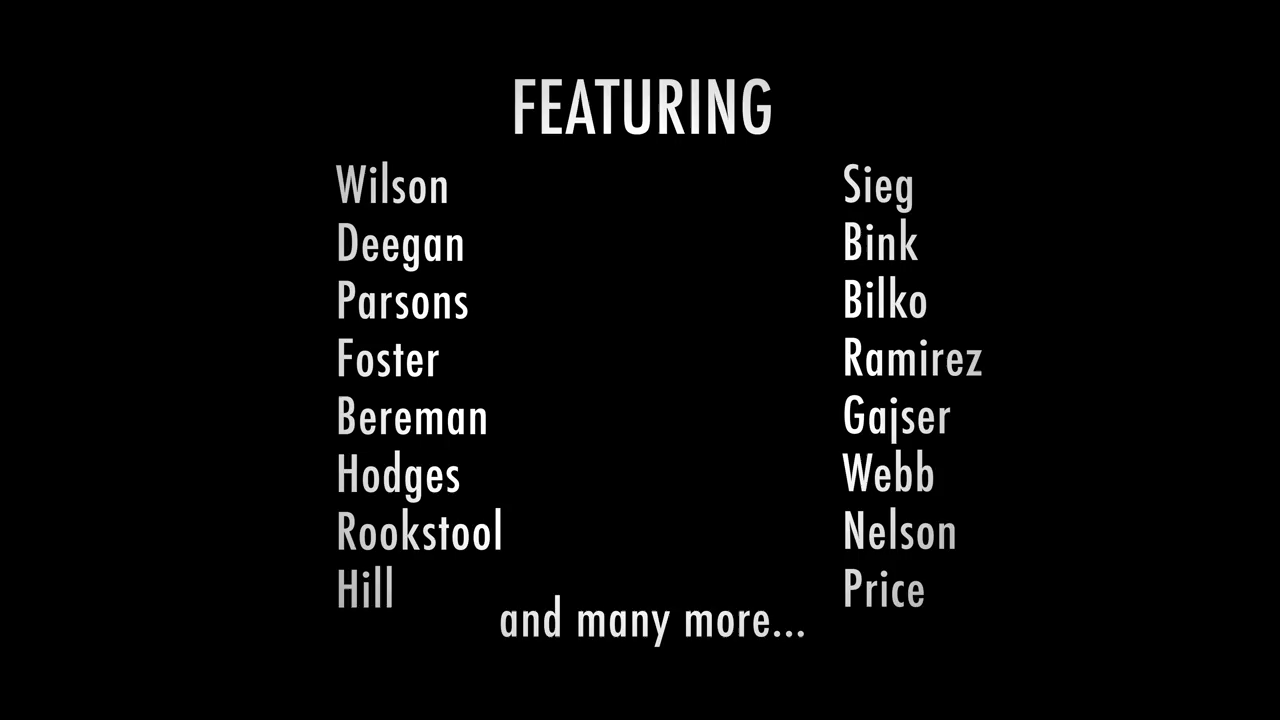 FEATURING
Wilson
Deegan
Parsons
Foster
Bereman
Hodges
Rookstool
Hill
Sieg
Bink
Bilko
Ramirez
Gajser
Webb
Nelson
Price
and many more...